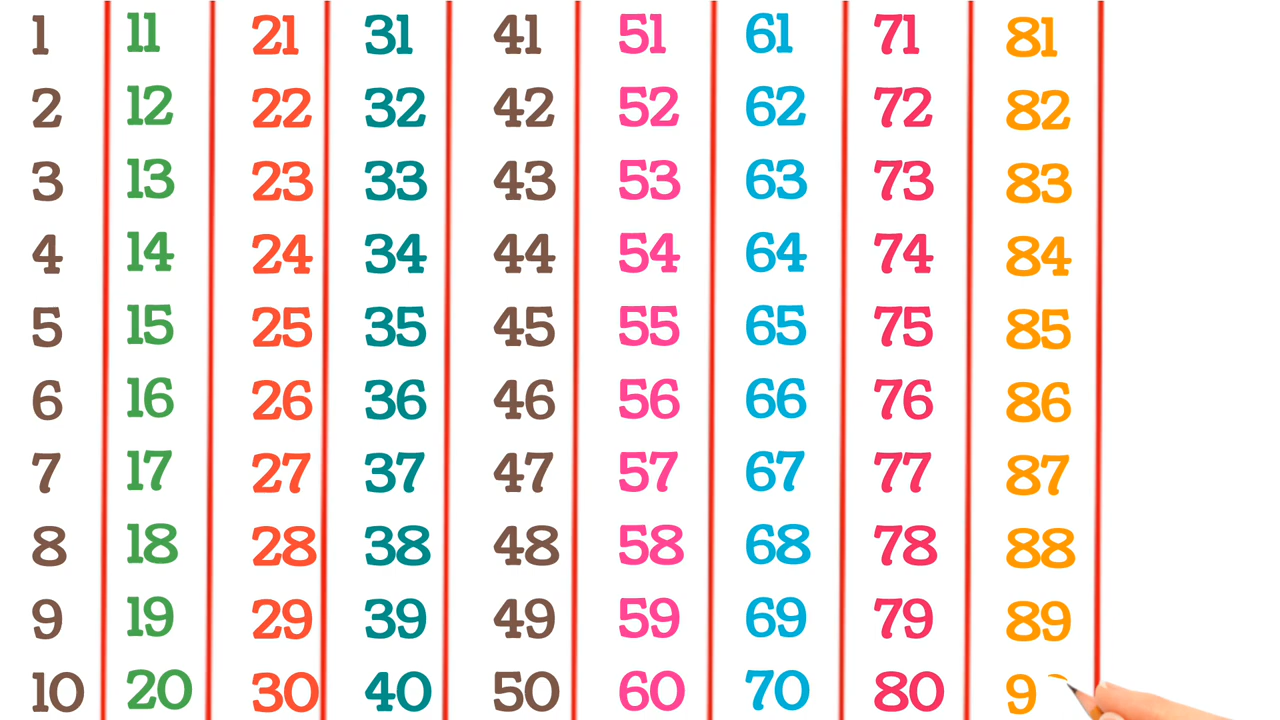 1 11 21 31 41 51 61 71 81
2 12 22 32 42 52 62 72 82
3 13 23 33 43 53 63 73 83
4 14 24 34 44 54 64 74 84
5 15 25 35 45 55 65 75 85
6 16 26 36 46 56 66 76 86
7 17 27 37 47 57 67 77 87
8 18 28 38 48 58 68 78 88
9 19 29 39 49 59 69 79 89
10 20 30 40 50 60 70 80 9